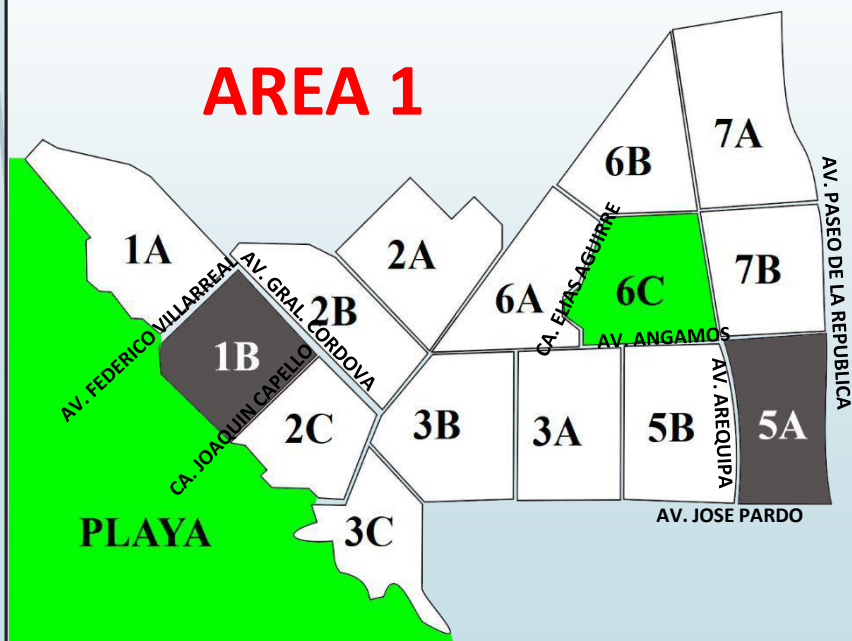 AREA 1
7A
6B
AV. PASEO DE LA REPUBLICA
1A
2A
CA. ELIAS AGUIRRE
7B
AV. FEDERICO VILLARREAL
AV. GRAL. CORDOVA
2B
6A
6C
AV. ANGAMOS
1B
CA. JOAQUIN CAPELLO
AV. AREQUIPA
2C
3B
3A
5B
5A
AV. JOSE PARDO
PLAYA
3C